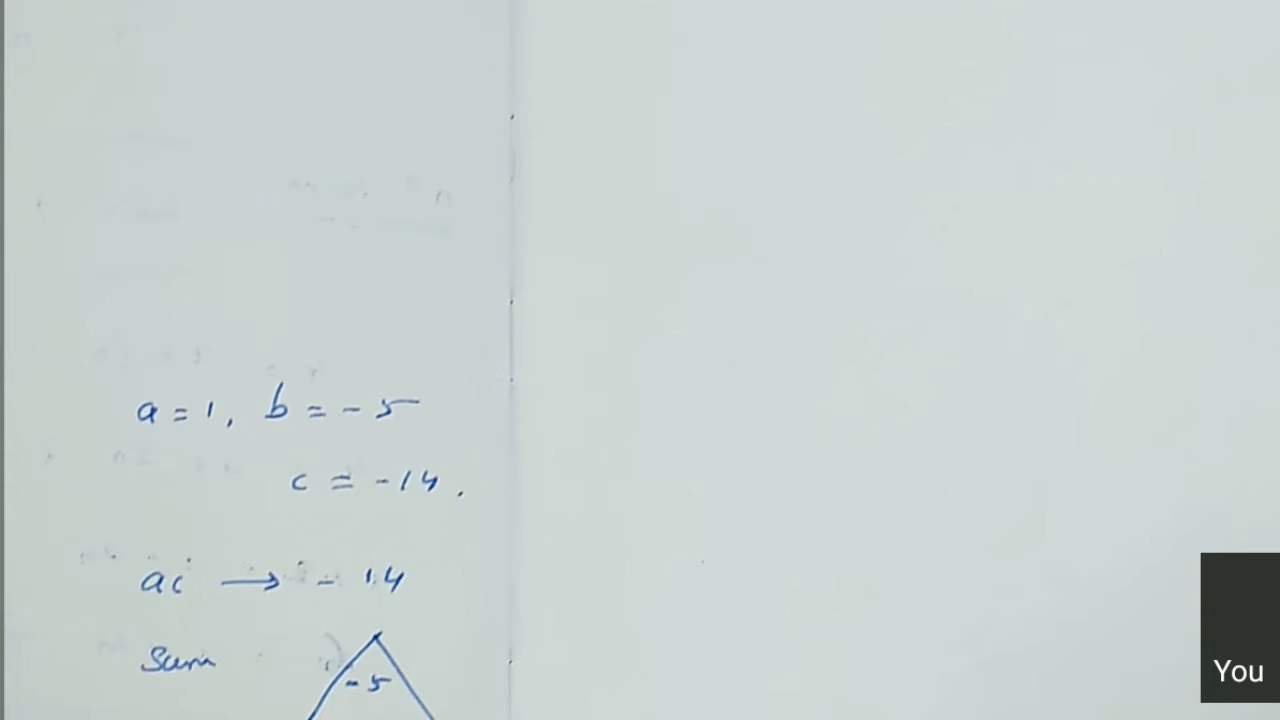 a = 1, b = - 5
c = -14.
ac → - 14
Sum
- 5
You